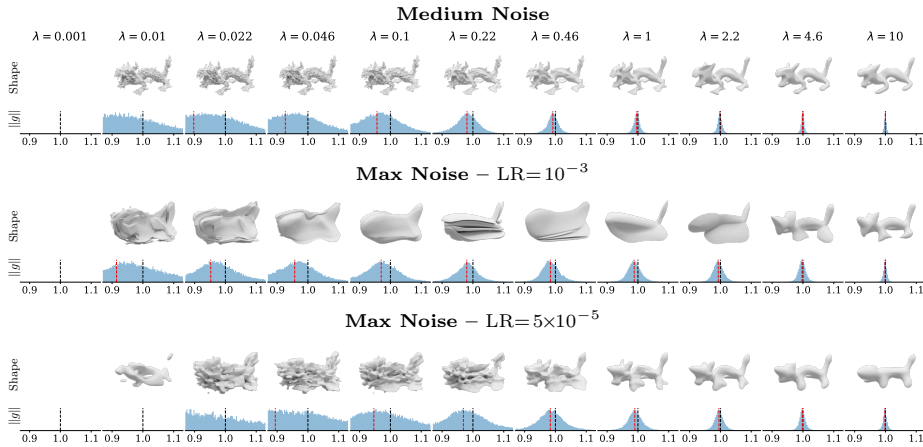 Medium Noise
λ = 0.001 λ = 0.01 λ = 0.022 λ = 0.046 λ = 0.1 λ = 0.22 λ = 0.46 λ = 1 λ = 2.2 λ = 4.6 λ = 10
Shape
||g||
0.9 1.0 1.1 0.9 1.0 1.1 0.9 1.0 1.1 0.9 1.0 1.1 0.9 1.0 1.1 0.9 1.0 1.1 0.9 1.0 1.1 0.9 1.0 1.1 0.9 1.0 1.1 0.9 1.0 1.1 0.9 1.0 1.1
Max Noise – LR=10⁻³
Shape
||g||
0.9 1.0 1.1 0.9 1.0 1.1 0.9 1.0 1.1 0.9 1.0 1.1 0.9 1.0 1.1 0.9 1.0 1.1 0.9 1.0 1.1 0.9 1.0 1.1 0.9 1.0 1.1 0.9 1.0 1.1 0.9 1.0 1.1
Max Noise – LR=5×10⁻⁵
Shape
||g||
0.9 1.0 1.1 0.9 1.0 1.1 0.9 1.0 1.1 0.9 1.0 1.1 0.9 1.0 1.1 0.9 1.0 1.1 0.9 1.0 1.1 0.9 1.0 1.1 0.9 1.0 1.1 0.9 1.0 1.1 0.9 1.0 1.1